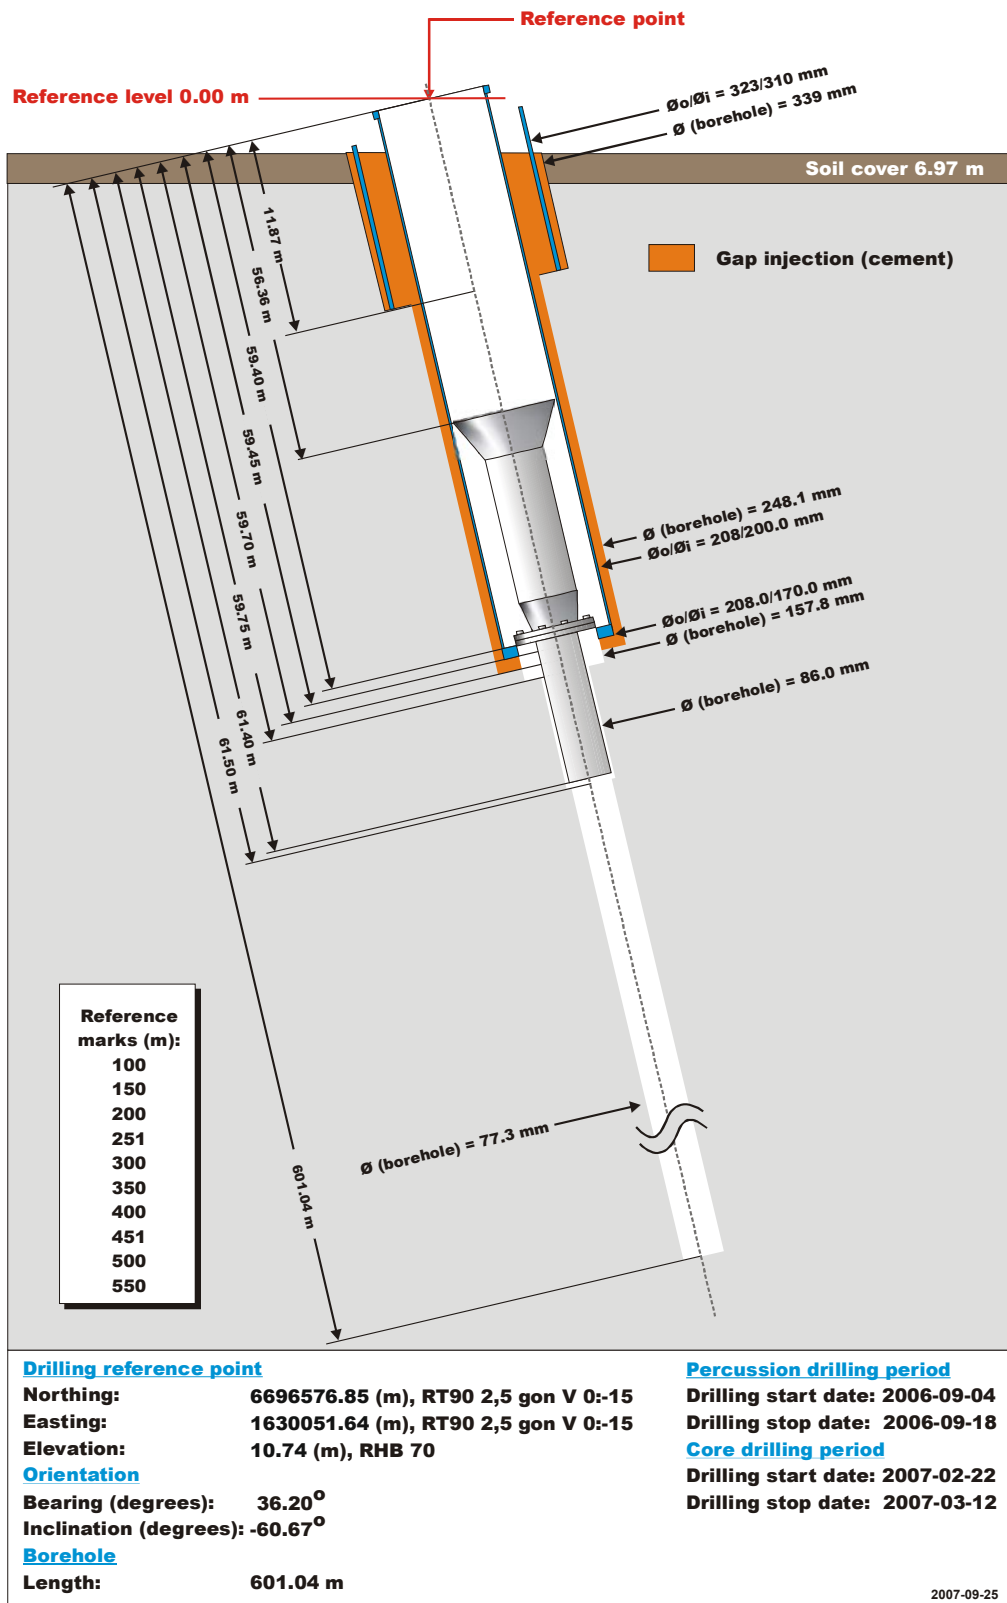 Reference point
Reference level 0.00 m
Øo/Øi = 323/310 mm
Ø (borehole) = 339 mm
Soil cover 6.97 m
Gap injection (cement)
11.87 m
56.36 m
59.40 m
59.45 m
59.70 m
59.75 m
61.40 m
61.50 m
601.04 m
Ø (borehole) = 248.1 mm
Øo/Øi = 208/200.0 mm
Øo/Øi = 208.0/170.0 mm
Ø (borehole) = 157.8 mm
Ø (borehole) = 86.0 mm
Ø (borehole) = 77.3 mm
Reference
marks (m):
100
150
200
251
300
350
400
451
500
550
Drilling reference point
Northing: 6696576.85 (m), RT90 2,5 gon V 0:-15
Easting: 1630051.64 (m), RT90 2,5 gon V 0:-15
Elevation: 10.74 (m), RHB 70
Orientation
Bearing (degrees): 36.20°
Inclination (degrees): -60.67°
Borehole
Length: 601.04 m
Percussion drilling period
Drilling start date: 2006-09-04
Drilling stop date: 2006-09-18
Core drilling period
Drilling start date: 2007-02-22
Drilling stop date: 2007-03-12
2007-09-25